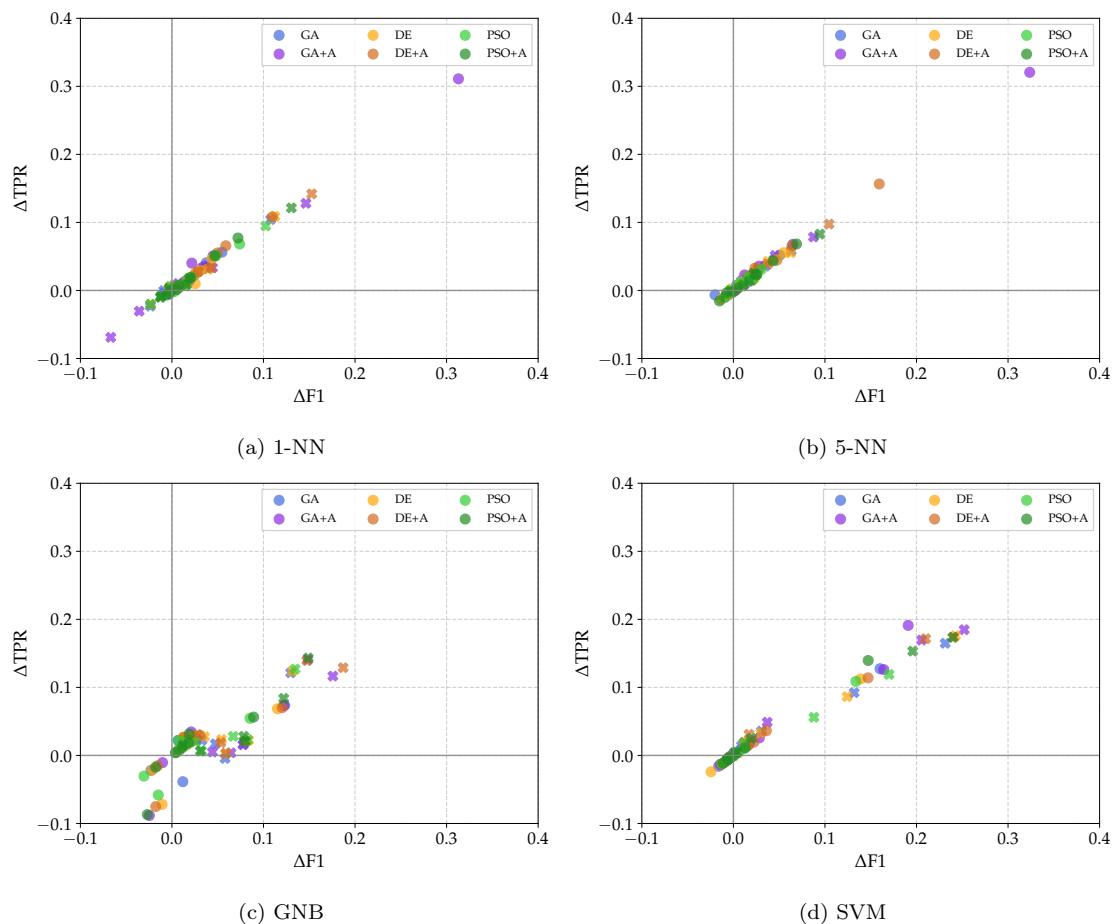 0.4
GA DE PSO
GA+A DE+A PSO+A
0.3
0.2
ΔTPR
0.1
0.0
−0.1
−0.1 0.0 0.1 0.2 0.3 0.4
ΔF1
(a) 1-NN
0.4
GA DE PSO
GA+A DE+A PSO+A
0.3
0.2
ΔTPR
0.1
0.0
−0.1
−0.1 0.0 0.1 0.2 0.3 0.4
ΔF1
(b) 5-NN
0.4
GA DE PSO
GA+A DE+A PSO+A
0.3
0.2
ΔTPR
0.1
0.0
−0.1
−0.1 0.0 0.1 0.2 0.3 0.4
ΔF1
(c) GNB
0.4
GA DE PSO
GA+A DE+A PSO+A
0.3
0.2
ΔTPR
0.1
0.0
−0.1
−0.1 0.0 0.1 0.2 0.3 0.4
ΔF1
(d) SVM